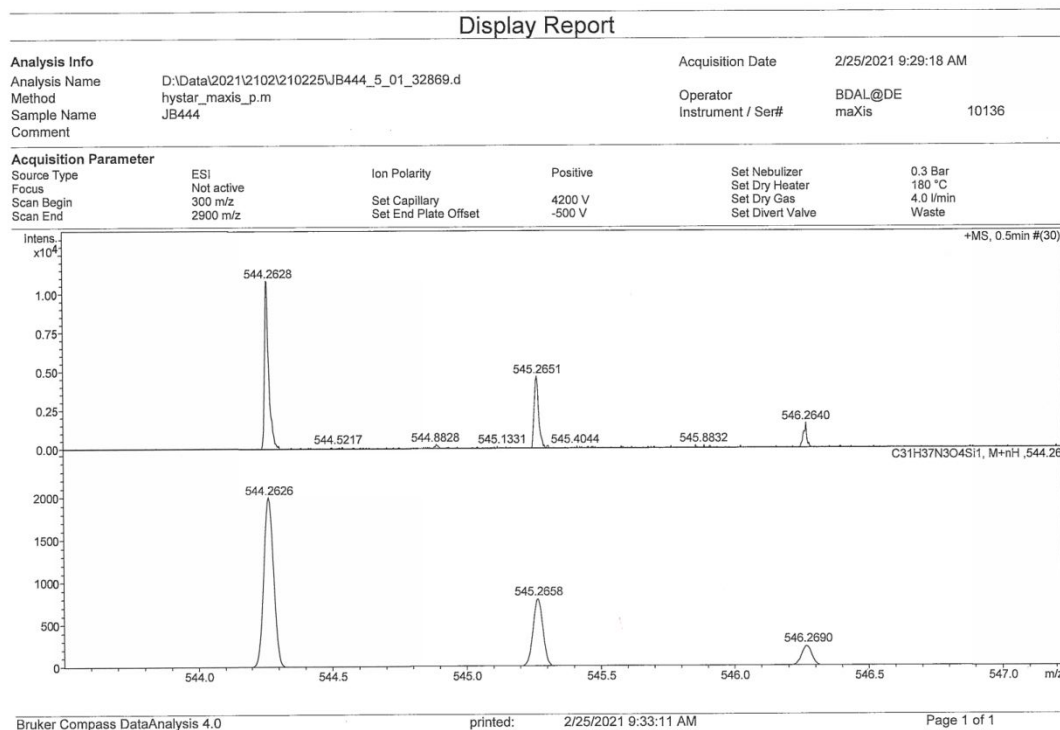 Display Report
Analysis Info
Acquisition Date 2/25/2021 9:29:18 AM
Analysis Name D:\Data\2021\2102\210225\JB444_5_01_32869.d
Method hystar_maxis_p.m
Operator BDAL@DE
Sample Name JB444
Instrument / Ser# maXis 10136
Comment
Acquisition Parameter
Source Type ESI Ion Polarity Positive Set Nebulizer 0.3 Bar
Focus Not active Set Dry Heater 180 °C
Scan Begin 300 m/z Set Capillary 4200 V Set Dry Gas 4.0 l/min
Scan End 2900 m/z Set End Plate Offset -500 V Set Divert Valve Waste
Intens.
x10⁴
+MS, 0.5min #(30)
544.2628
1.00
0.75
545.2651
0.50
546.2640
0.25
544.5217 544.8828 545.1331 545.4044 545.8832
0.00
C31H37N3O4Si1, M+nH ,544.26
544.2626
2000
1500
545.2658
1000
546.2690
500
0
544.0 544.5 545.0 545.5 546.0 546.5 547.0 m/z
Bruker Compass DataAnalysis 4.0 printed: 2/25/2021 9:33:11 AM Page 1 of 1